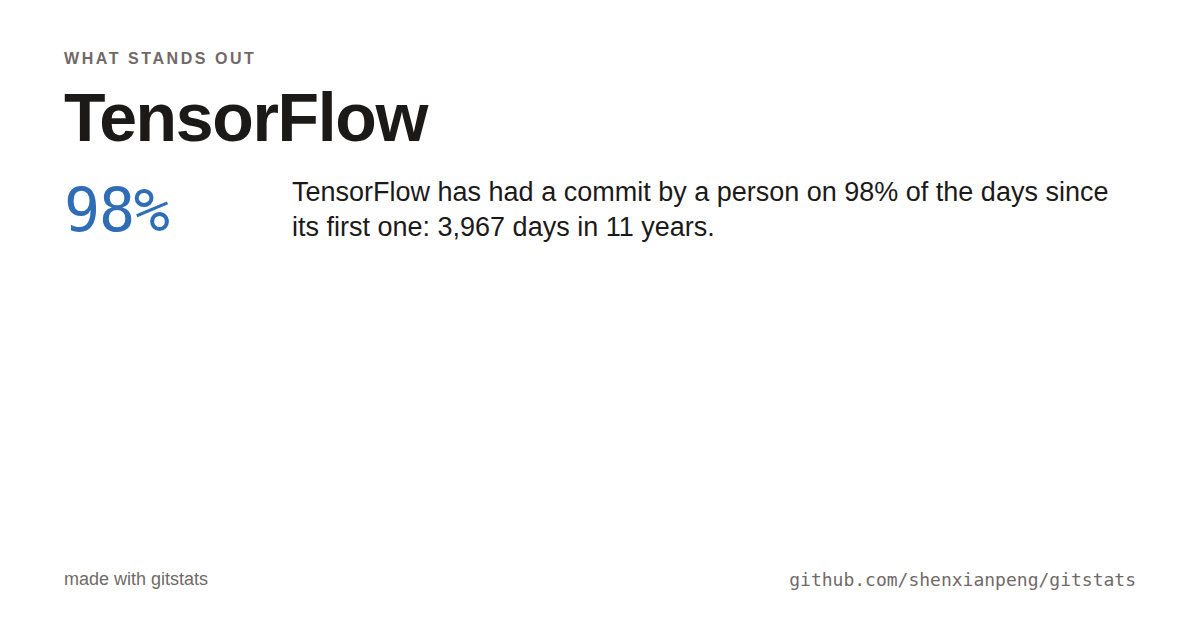 WHAT STANDS OUT
TensorFlow
98%
TensorFlow has had a commit by a person on 98% of the days since
its first one: 3,967 days in 11 years.
made with gitstats
github.com/shenxianpeng/gitstats